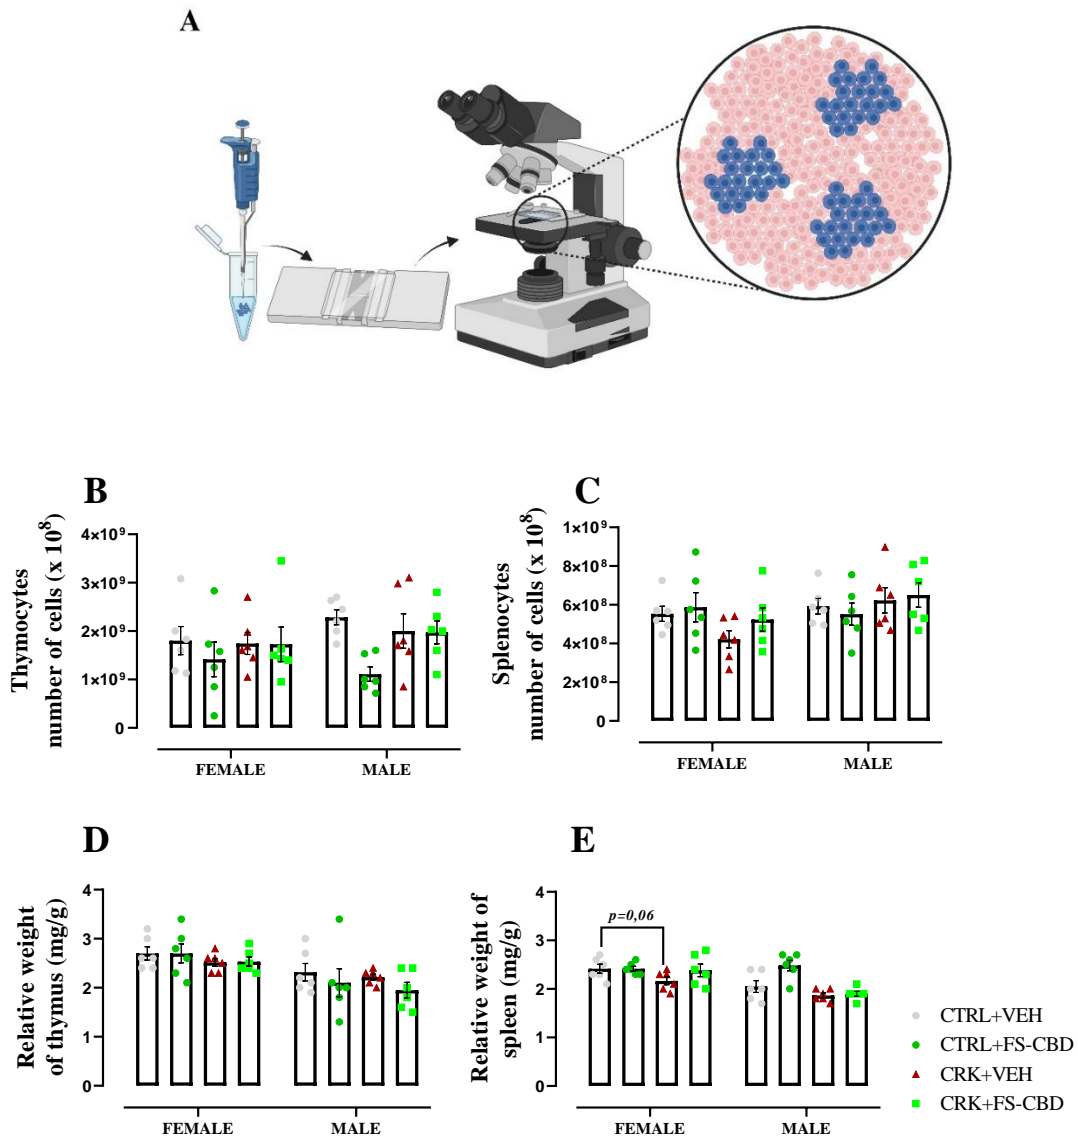 A
B
Thymocytes
number of cells (x 10⁸)
4×10⁹
3×10⁹
2×10⁹
1×10⁹
0
FEMALE
MALE
C
Splenocytes
number of cells (x 10⁸)
1×10⁹
8×10⁸
6×10⁸
4×10⁸
2×10⁸
0
FEMALE
MALE
D
Relative weight
of thymus (mg/g)
4
3
2
1
0
FEMALE
MALE
E
Relative weight of
spleen (mg/g)
4
3
2
1
0
p=0,06
FEMALE
MALE
CTRL+VEH
CTRL+FS-CBD
CRK+VEH
CRK+FS-CBD